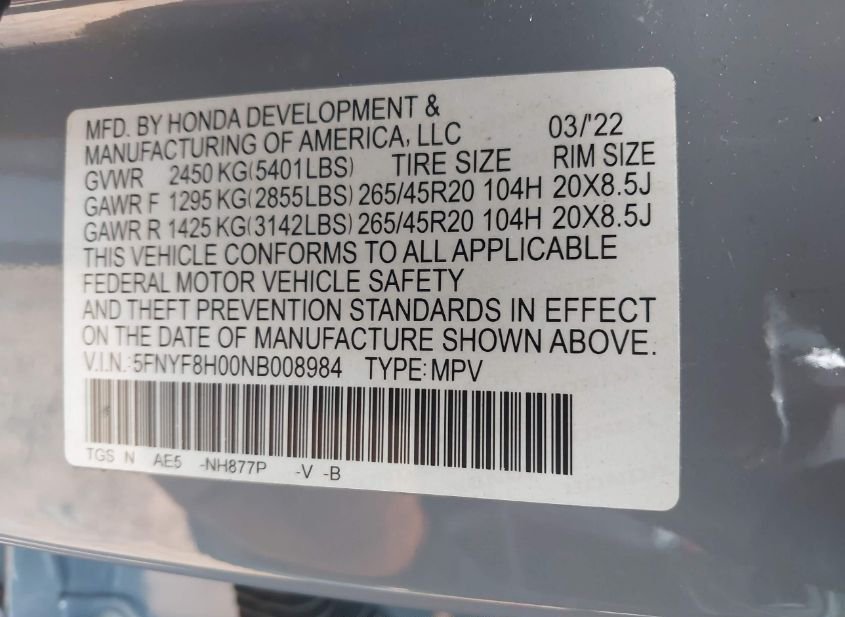 MFD. BY HONDA DEVELOPMENT &
MANUFACTURING OF AMERICA, LLC 03/'22
GVWR 2450 KG(5401LBS) TIRE SIZE RIM SIZE
GAWR F 1295 KG(2855LBS) 265/45R20 104H 20X8.5J
GAWR R 1425 KG(3142LBS) 265/45R20 104H 20X8.5J
THIS VEHICLE CONFORMS TO ALL APPLICABLE
FEDERAL MOTOR VEHICLE SAFETY
AND THEFT PREVENTION STANDARDS IN EFFECT
ON THE DATE OF MANUFACTURE SHOWN ABOVE.
V.I.N.:5FNYF8H00NB008984 TYPE:MPV
TGS N AE5 -NH877P -V -B